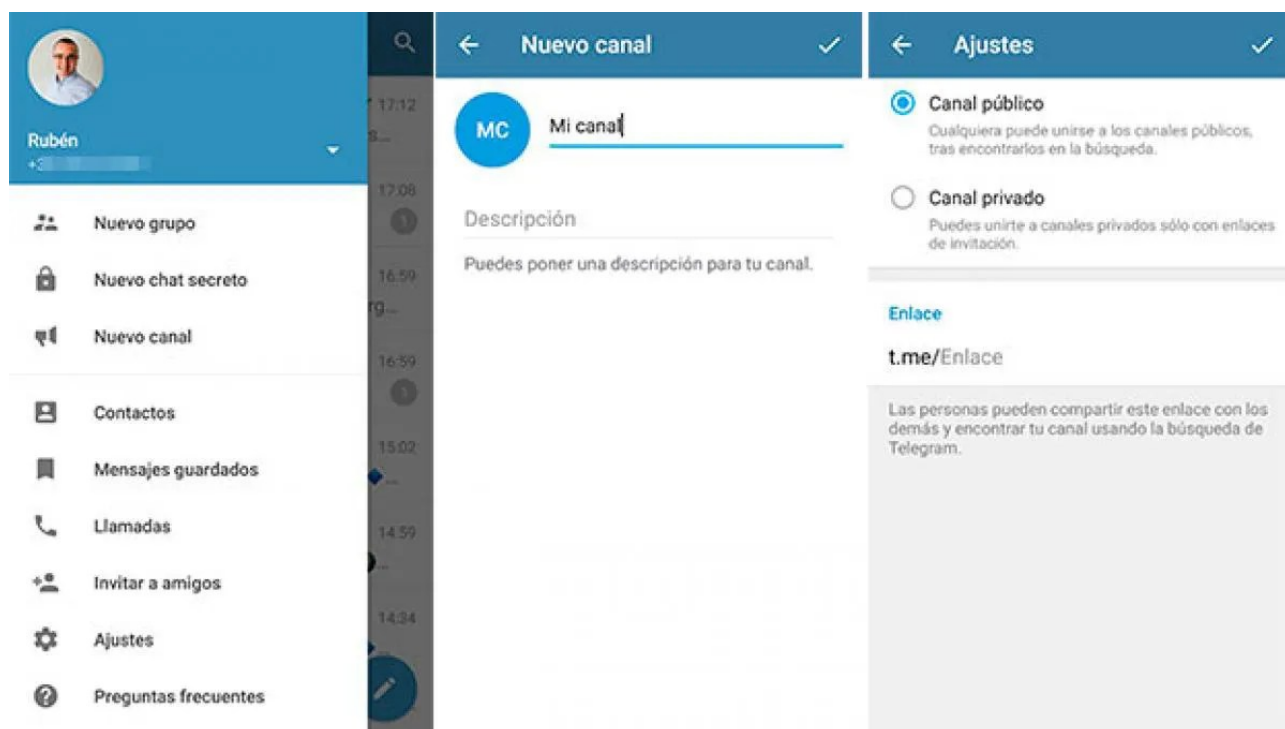 Rubén
Nuevo grupo
Nuevo chat secreto
Nuevo canal
Contactos
Mensajes guardados
Llamadas
Invitar a amigos
Ajustes
Preguntas frecuentes
17:12
s...
17:08
1
16:59
rg...
16:59
1
15:02
14:59
14:34
Nuevo canal
MC
Mi canal
Descripción
Puedes poner una descripción para tu canal.
Ajustes
Canal público
Cualquiera puede unirse a los canales públicos,
tras encontrarlos en la búsqueda.
Canal privado
Puedes unirte a canales privados sólo con enlaces
de invitación.
Enlace
t.me/Enlace
Las personas pueden compartir este enlace con los
demás y encontrar tu canal usando la búsqueda de
Telegram.